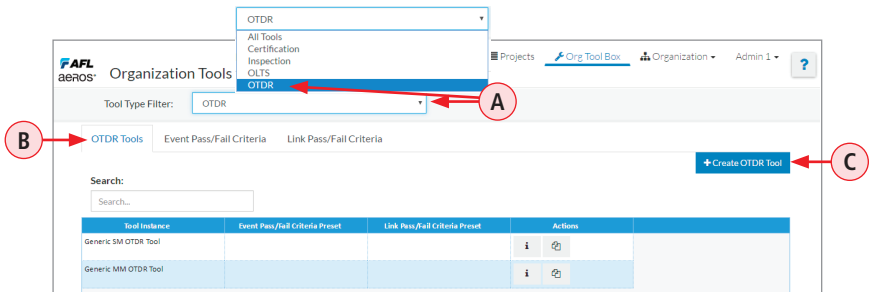 OTDR
All Tools
Certification
Inspection
OLTS
OTDR
AFL
aeROS
Organization Tools
Projects Org Tool Box Organization Admin 1 ?
Tool Type Filter: OTDR
A
B
OTDR Tools Event Pass/Fail Criteria Link Pass/Fail Criteria
+Create OTDR Tool
C
Search:
Search...
Tool Instance Event Pass/Fail Criteria Preset Link Pass/Fail Criteria Preset Actions
Generic SM OTDR Tool i
Generic MM OTDR Tool i